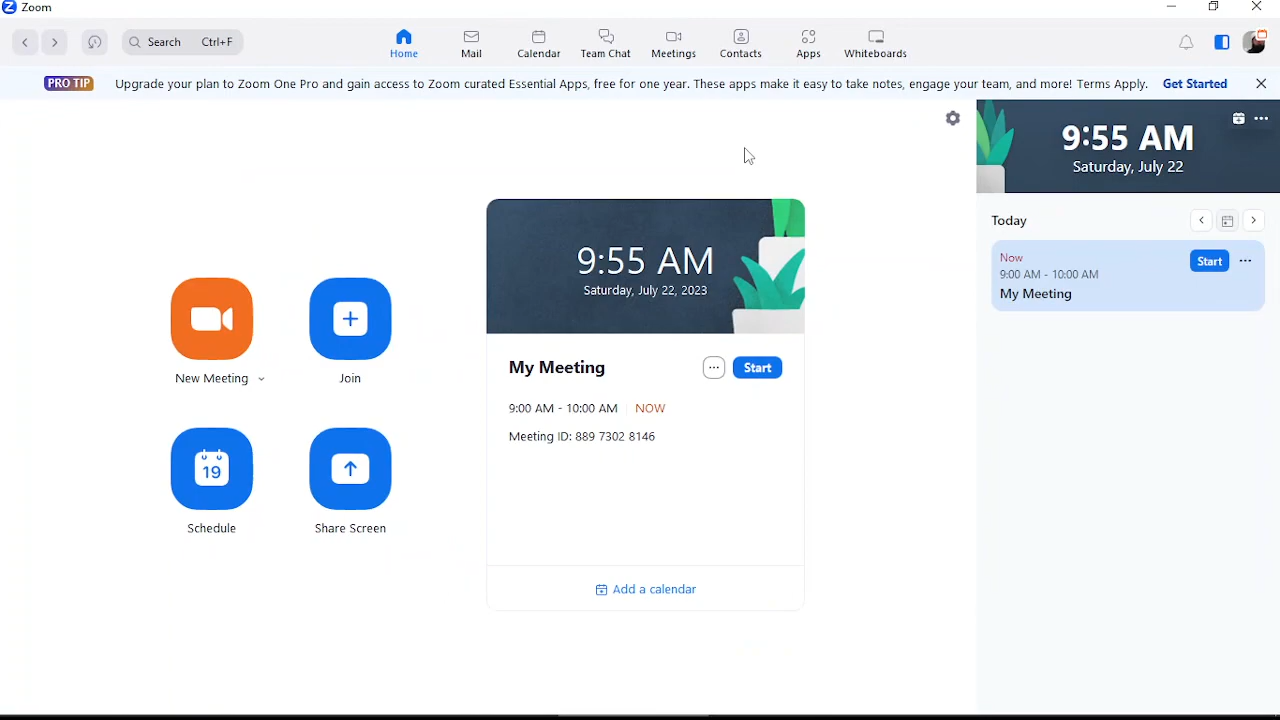 Zoom
Search Ctrl+F
Home
Mail
Calendar
Team Chat
Meetings
Contacts
Apps
Whiteboards
PRO TIP Upgrade your plan to Zoom One Pro and gain access to Zoom curated Essential Apps, free for one year. These apps make it easy to take notes, engage your team, and more! Terms Apply. Get Started
9:55 AM
Saturday, July 22, 2023
My Meeting Start
9:00 AM - 10:00 AM NOW
Meeting ID: 889 7302 8146
Add a calendar
New Meeting
Join
19
Schedule
Share Screen
9:55 AM
Saturday, July 22
Today
Now
9:00 AM - 10:00 AM
My Meeting
Start